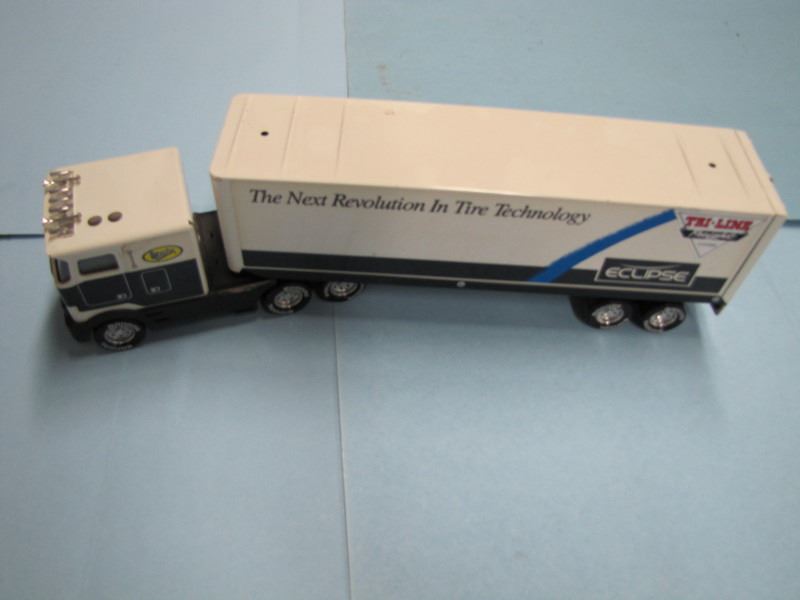 The Next Revolution In Tire Technology
TRI-LINE
ECLIPSE